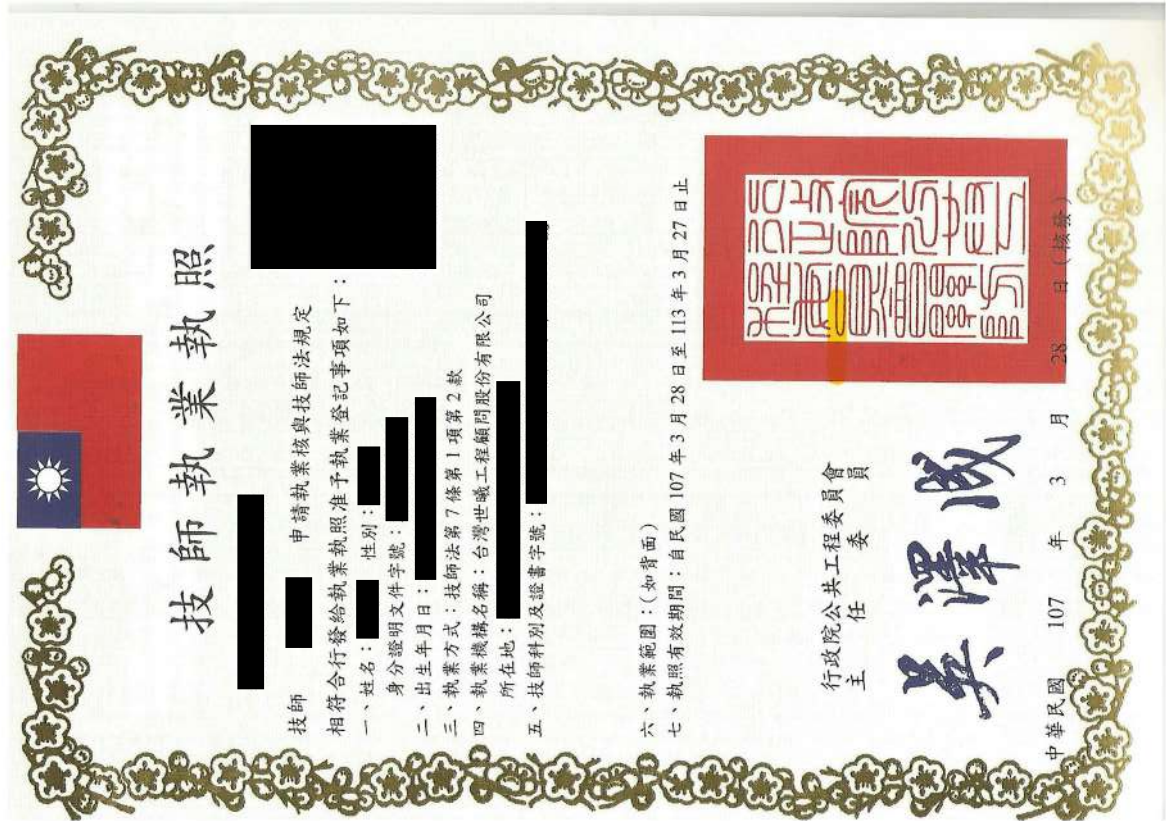 技師執業執照
技師 申請執業核與技師法規定
相符合行發給執業執照准予執業登記事項如下：
一、姓名： 性別：
身分證明文件字號：
二、出生年月日：
三、執業方式：技師法第7條第1項第2款
四、執業機構名稱：台灣世曦工程顧問股份有限公司
所在地：
五、技師科別及證書字號：
六、執業範圍：(如背面)
七、執照有效期間：自民國107年3月28日至113年3月27日止
行政院公共工程委員會
主任委員
吳澤成
中華民國 107 年 3 月 28 日（核發）